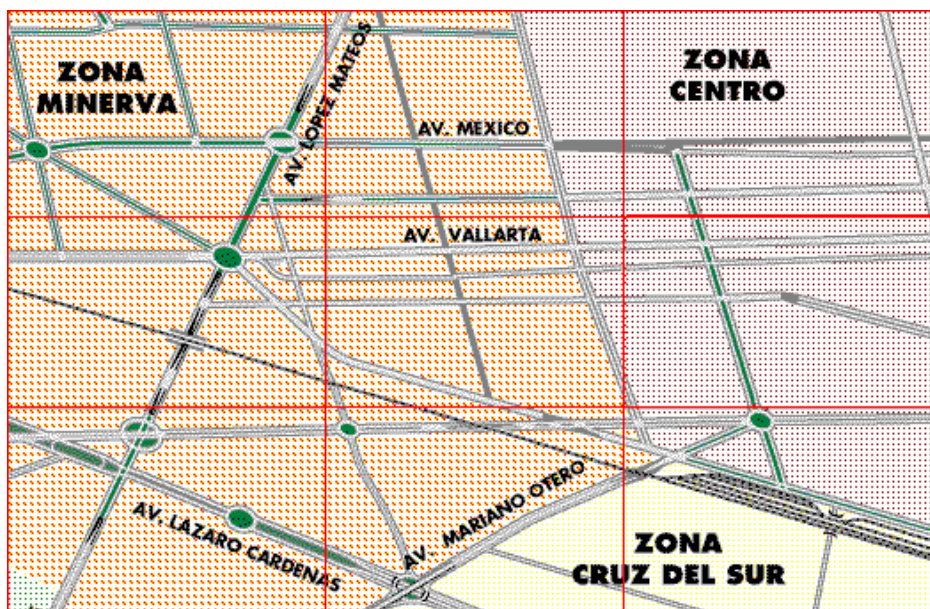 ZONA
MINERVA
AV. LOPEZ MATEOS
ZONA
CENTRO
AV. MEXICO
AV. VALLARTA
AV. MARIANO OTERO
AV. LAZARO CARDENAS
ZONA
CRUZ DEL SUR